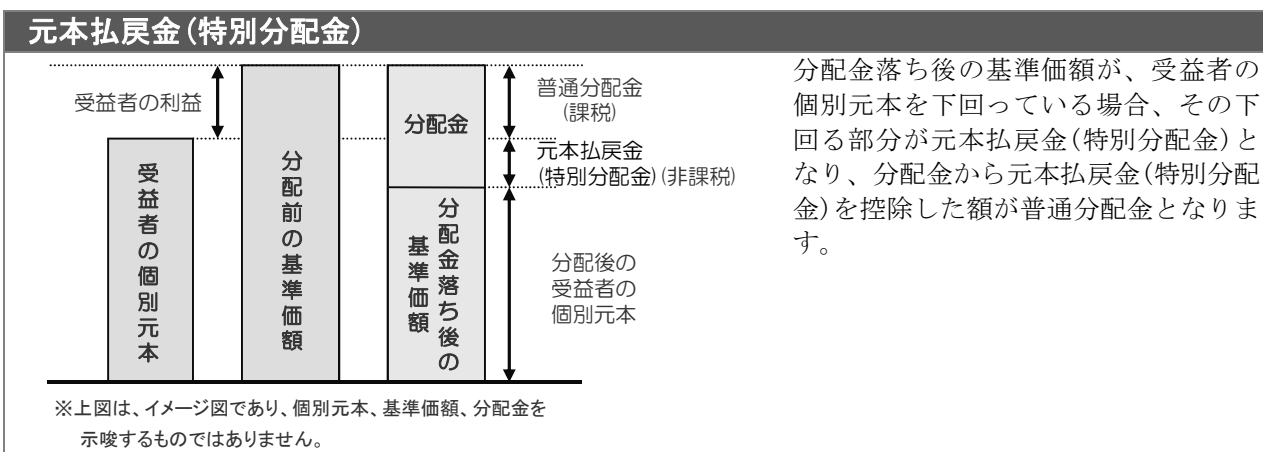 元本払戻金(特別分配金)
受益者の利益
受益者の個別元本
分配前の基準価額
分配金
分配金落ち後の
基準価額
普通分配金
(課税)
元本払戻金
(特別分配金)(非課税)
分配後の
受益者の
個別元本
※上図は、イメージ図であり、個別元本、基準価額、分配金を
示唆するものではありません。
分配金落ち後の基準価額が、受益者の
個別元本を下回っている場合、その下
回る部分が元本払戻金(特別分配金)と
なり、分配金から元本払戻金(特別分配
金)を控除した額が普通分配金となりま
す。